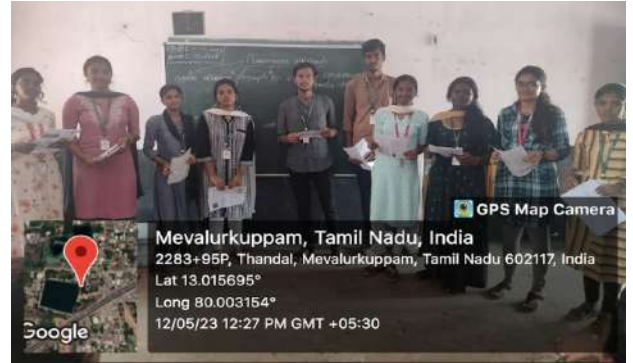 GPS Map Camera
Mevalurkuppam, Tamil Nadu, India
2283+95P, Thandal, Mevalurkuppam, Tamil Nadu 602117, India
Lat 13.015695°
Long 80.003154°
12/05/23 12:27 PM GMT +05:30
Google